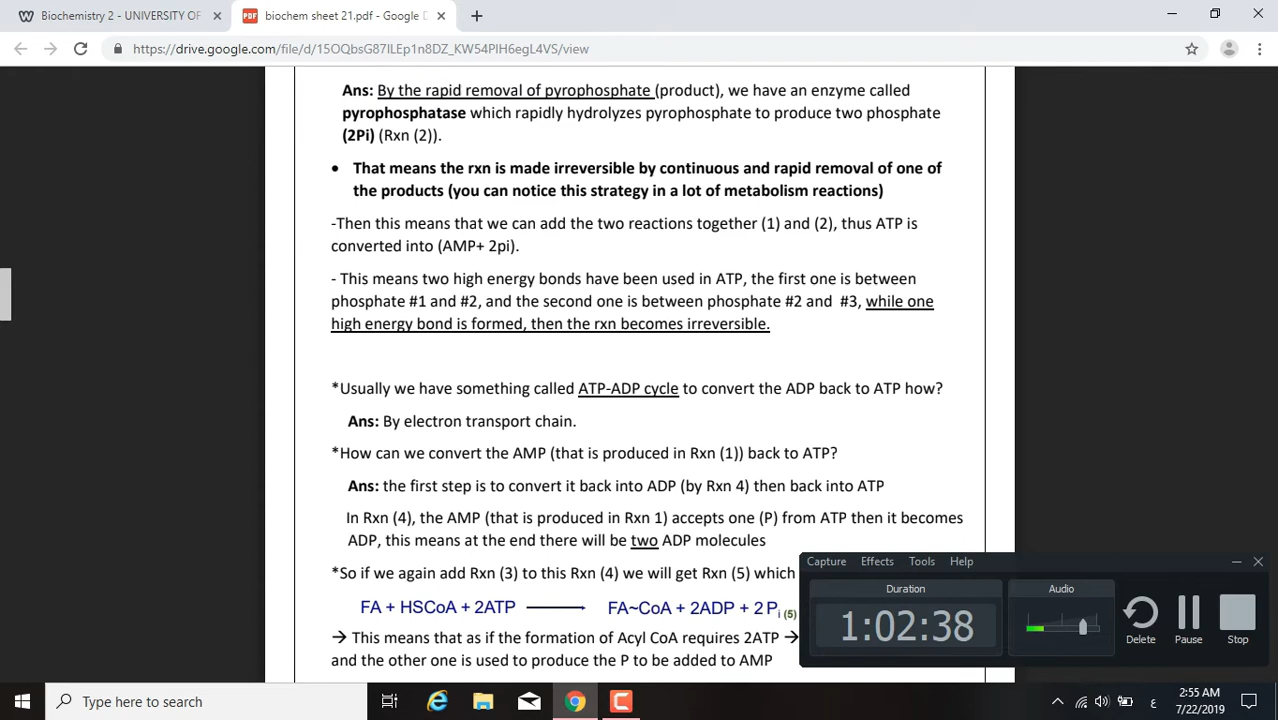 Biochemistry 2 - UNIVERSITY OF
biochem sheet 21.pdf - Google D
https://drive.google.com/file/d/15OQbsG87ILEp1n8DZ_KW54PIH6egL4VS/view
Ans: By the rapid removal of pyrophosphate (product), we have an enzyme called
pyrophosphatase which rapidly hydrolyzes pyrophosphate to produce two phosphate
(2Pi) (Rxn (2)).
• That means the rxn is made irreversible by continuous and rapid removal of one of
the products (you can notice this strategy in a lot of metabolism reactions)
-Then this means that we can add the two reactions together (1) and (2), thus ATP is
converted into (AMP+ 2pi).
- This means two high energy bonds have been used in ATP, the first one is between
phosphate #1 and #2, and the second one is between phosphate #2 and #3, while one
high energy bond is formed, then the rxn becomes irreversible.
*Usually we have something called ATP-ADP cycle to convert the ADP back to ATP how?
Ans: By electron transport chain.
*How can we convert the AMP (that is produced in Rxn (1)) back to ATP?
Ans: the first step is to convert it back into ADP (by Rxn 4) then back into ATP
In Rxn (4), the AMP (that is produced in Rxn 1) accepts one (P) from ATP then it becomes
ADP, this means at the end there will be two ADP molecules
*So if we again add Rxn (3) to this Rxn (4) we will get Rxn (5) which
FA + HSCoA + 2ATP → FA~CoA + 2ADP + 2 Pi (5)
→ This means that as if the formation of Acyl CoA requires 2ATP →
and the other one is used to produce the P to be added to AMP
Capture Effects Tools Help
Duration
Audio
1:02:38
Delete
Pause
Stop
Type here to search
ع
2:55 AM
7/22/2019